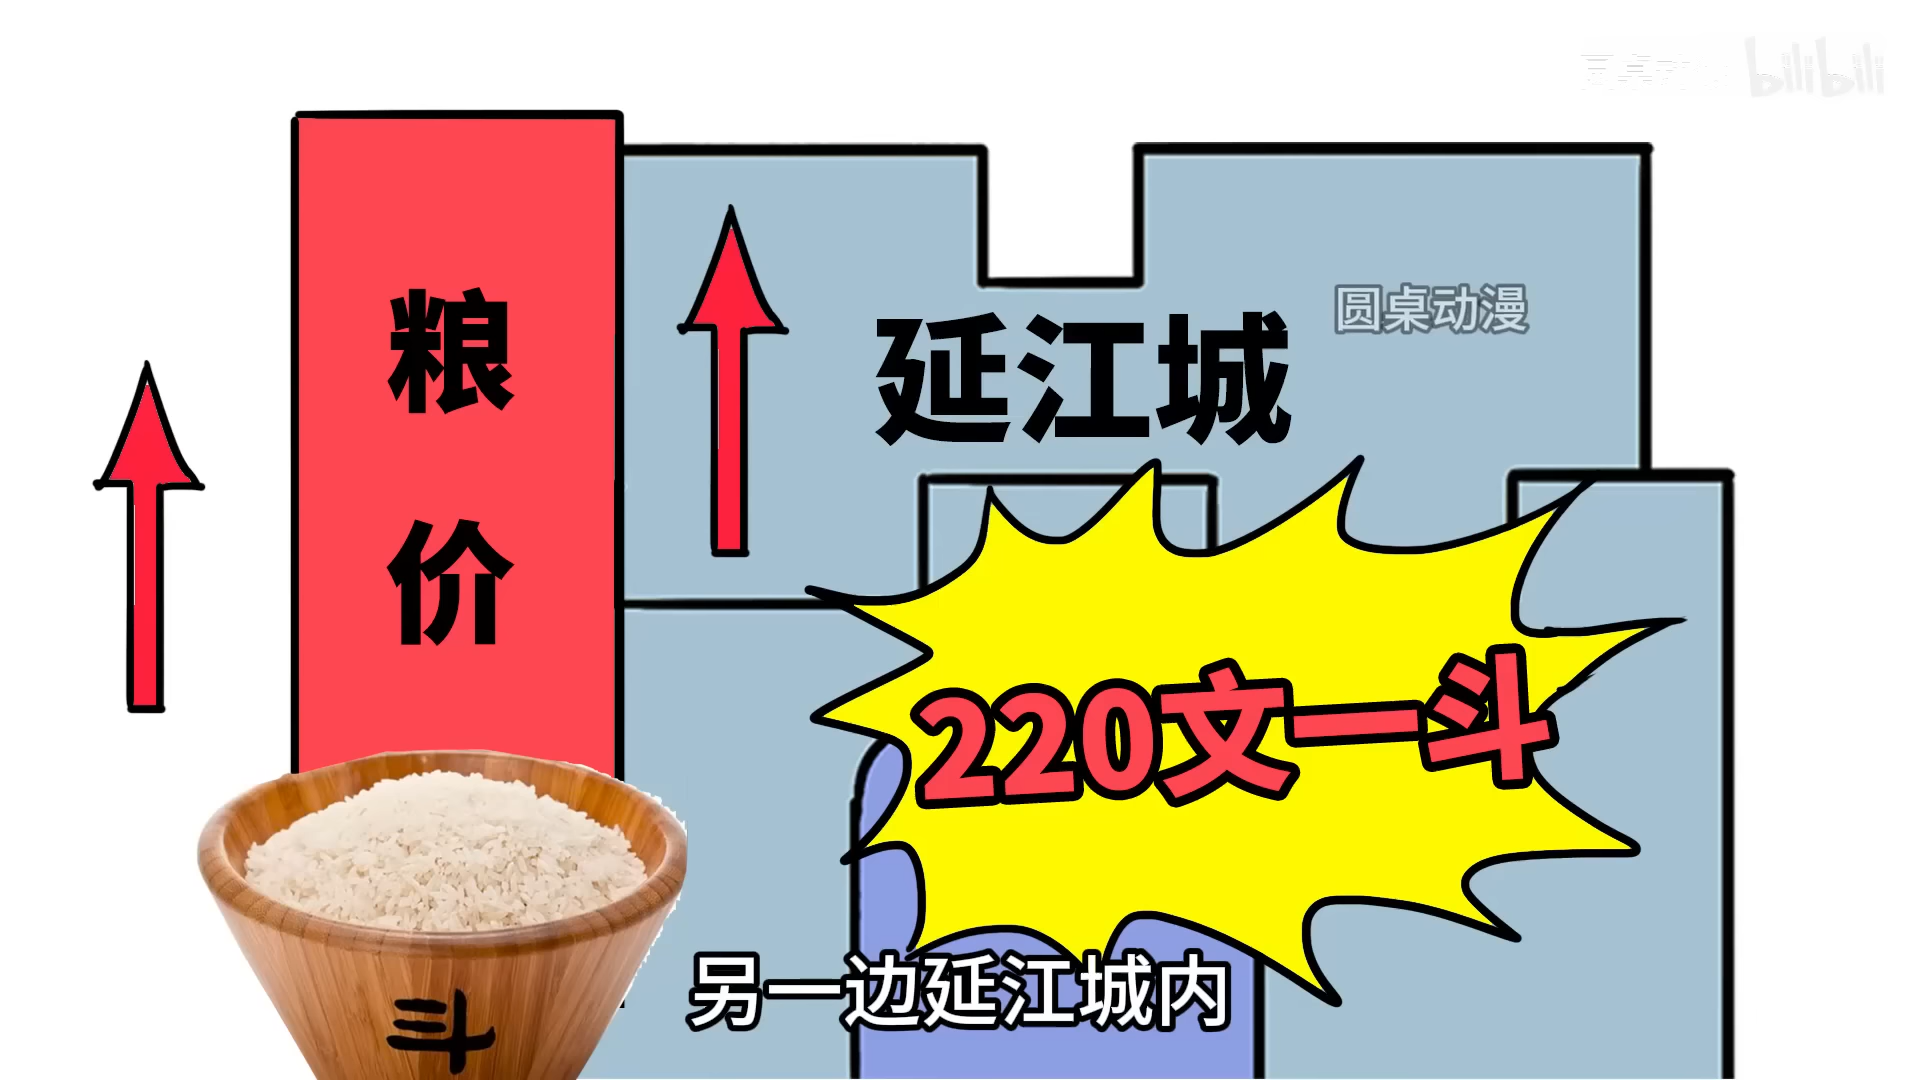 bilibili
粮价
延江城
圆桌动漫
220文一斗
斗
另一边延江城内